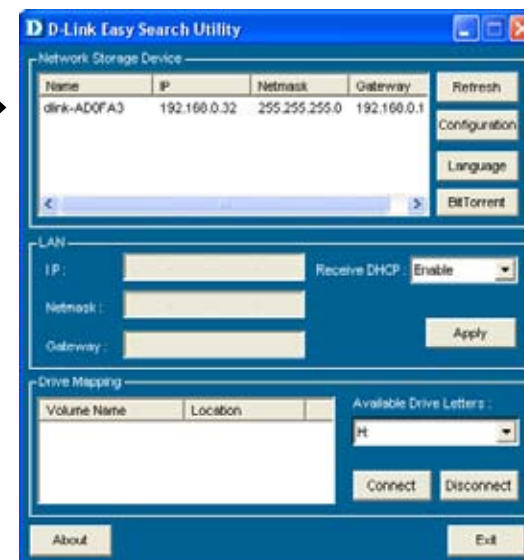 D D-Link Easy Search Utility
Network Storage Device
Name IP Netmask Gateway
dlink-AD0FA3 192.168.0.32 255.255.255.0 192.168.0.1
Refresh
Configuration
Language
BitTorrent
LAN
IP :
Receive DHCP : Enable
Netmask :
Gateway :
Apply
Drive Mapping
Volume Name Location
Available Drive Letters :
H:
Connect Disconnect
About Exit